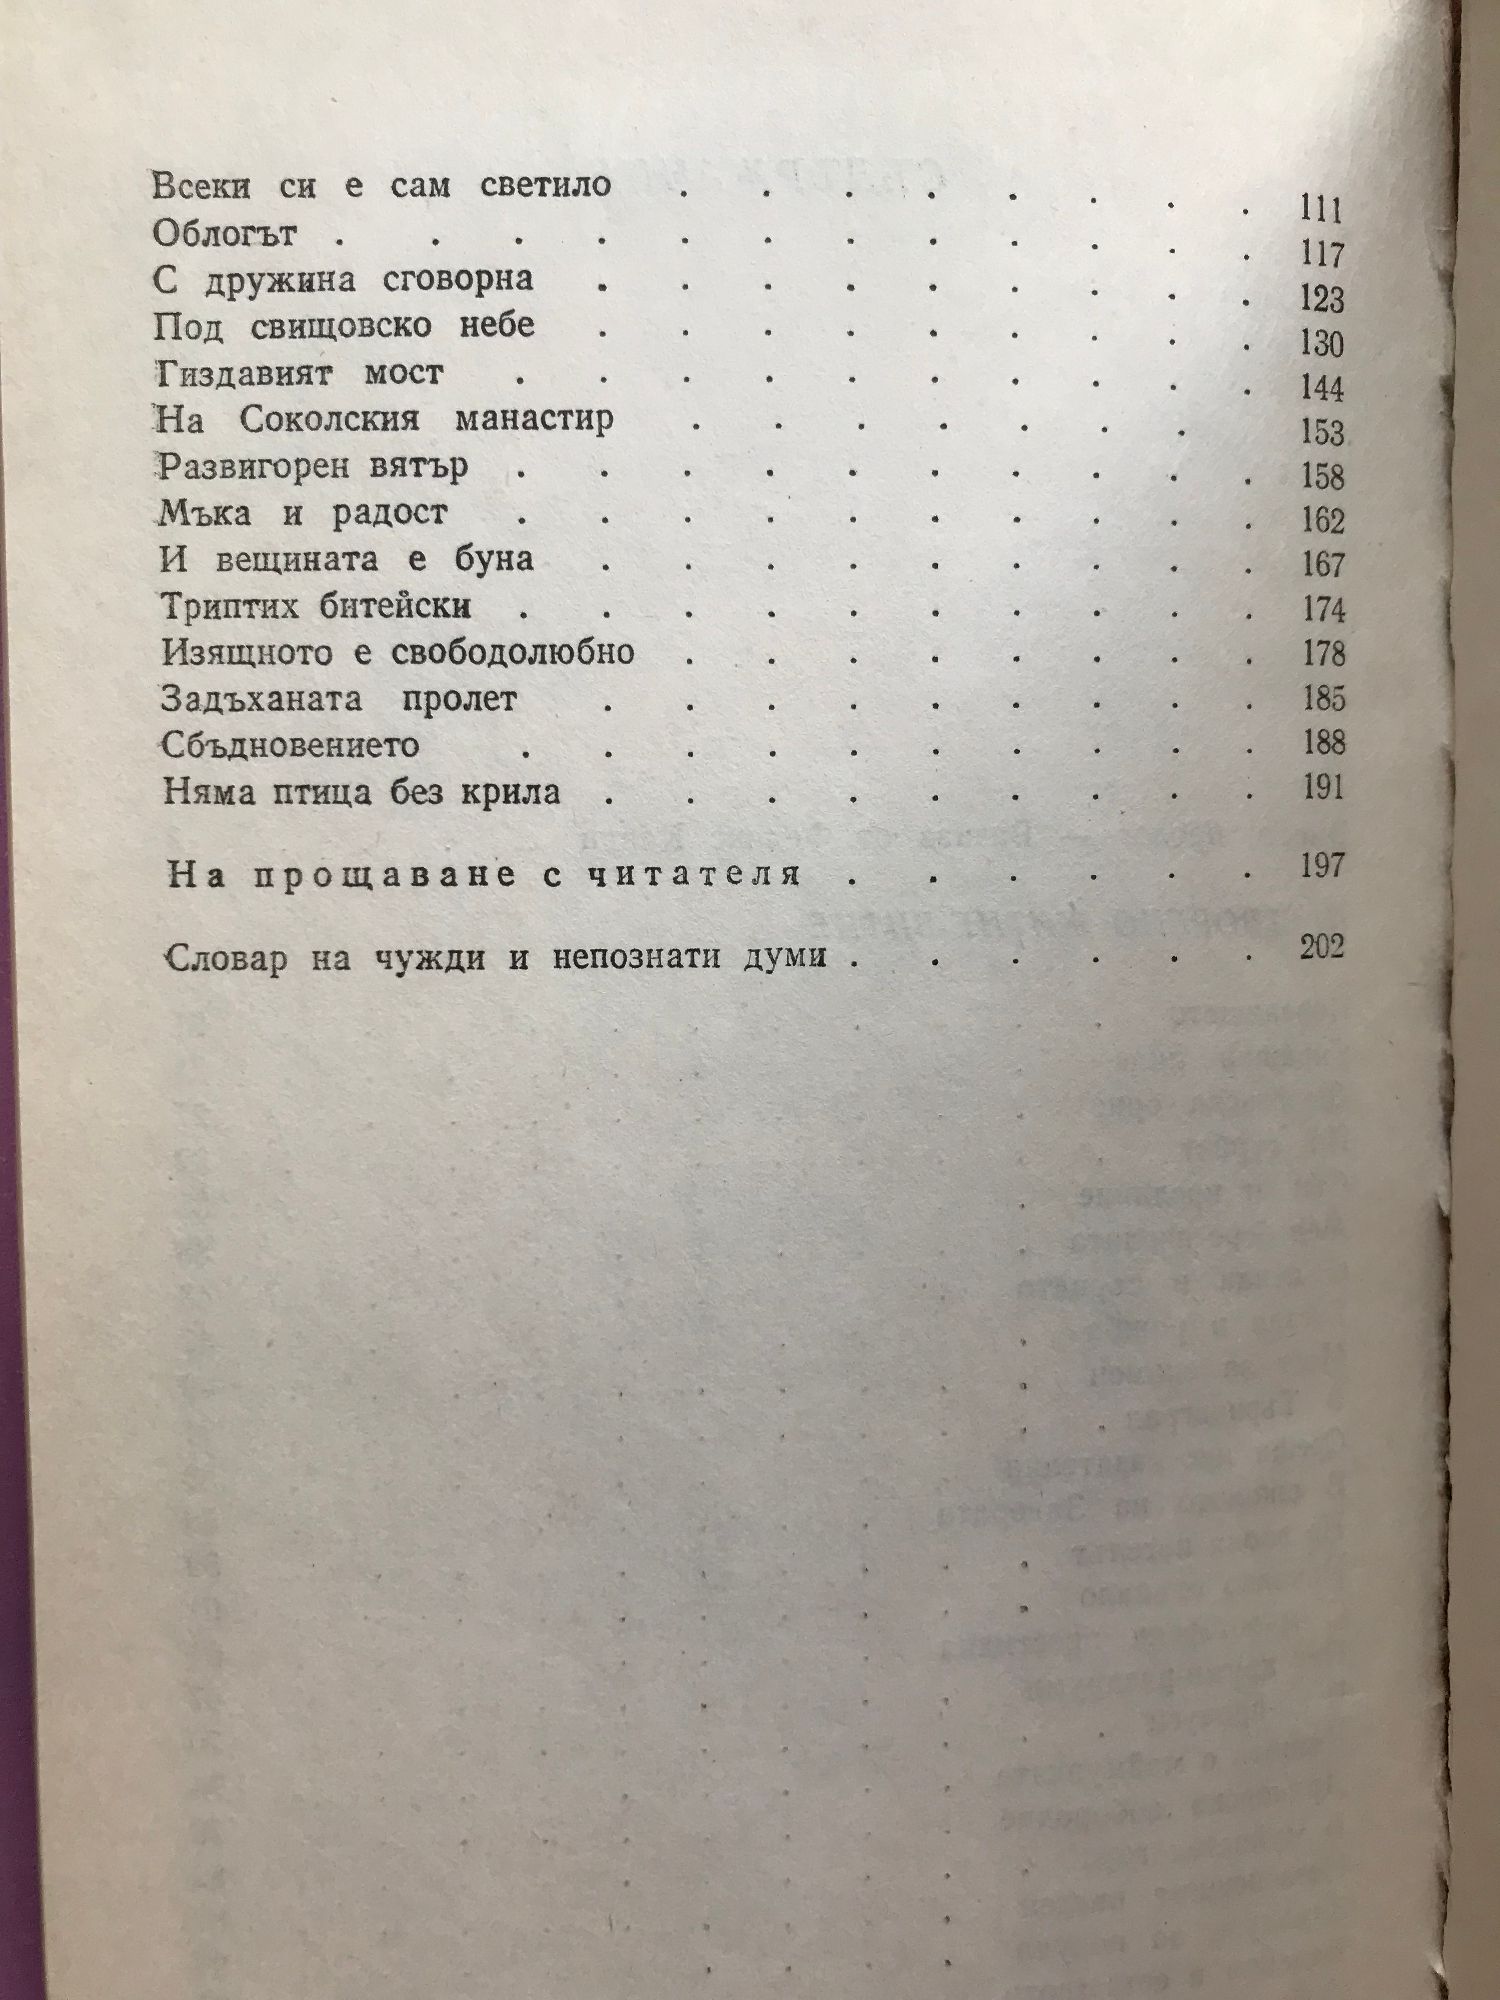 Всеки си е сам светило . . . . . . . . 111
Облогът . . . . . . . . . . . . 117
С дружина сговорна . . . . . . . . . 123
Под свищовско небе . . . . . . . . . 130
Гиздавият мост . . . . . . . . . . 144
На Соколския манастир . . . . . . . 153
Развигорен вятър . . . . . . . . . . 158
Мъка и радост . . . . . . . . . . 162
И вещината е буна . . . . . . . . . 167
Триптих битейски . . . . . . . . . . 174
Изящното е свободолюбно . . . . . . . . 178
Задъханата пролет . . . . . . . . . 185
Сбъдновението . . . . . . . . . . 188
Няма птица без крила . . . . . . . . . 191
На прощаване с читателя . . . . . . 197
Словар на чужди и непознати думи . . . . . . 202